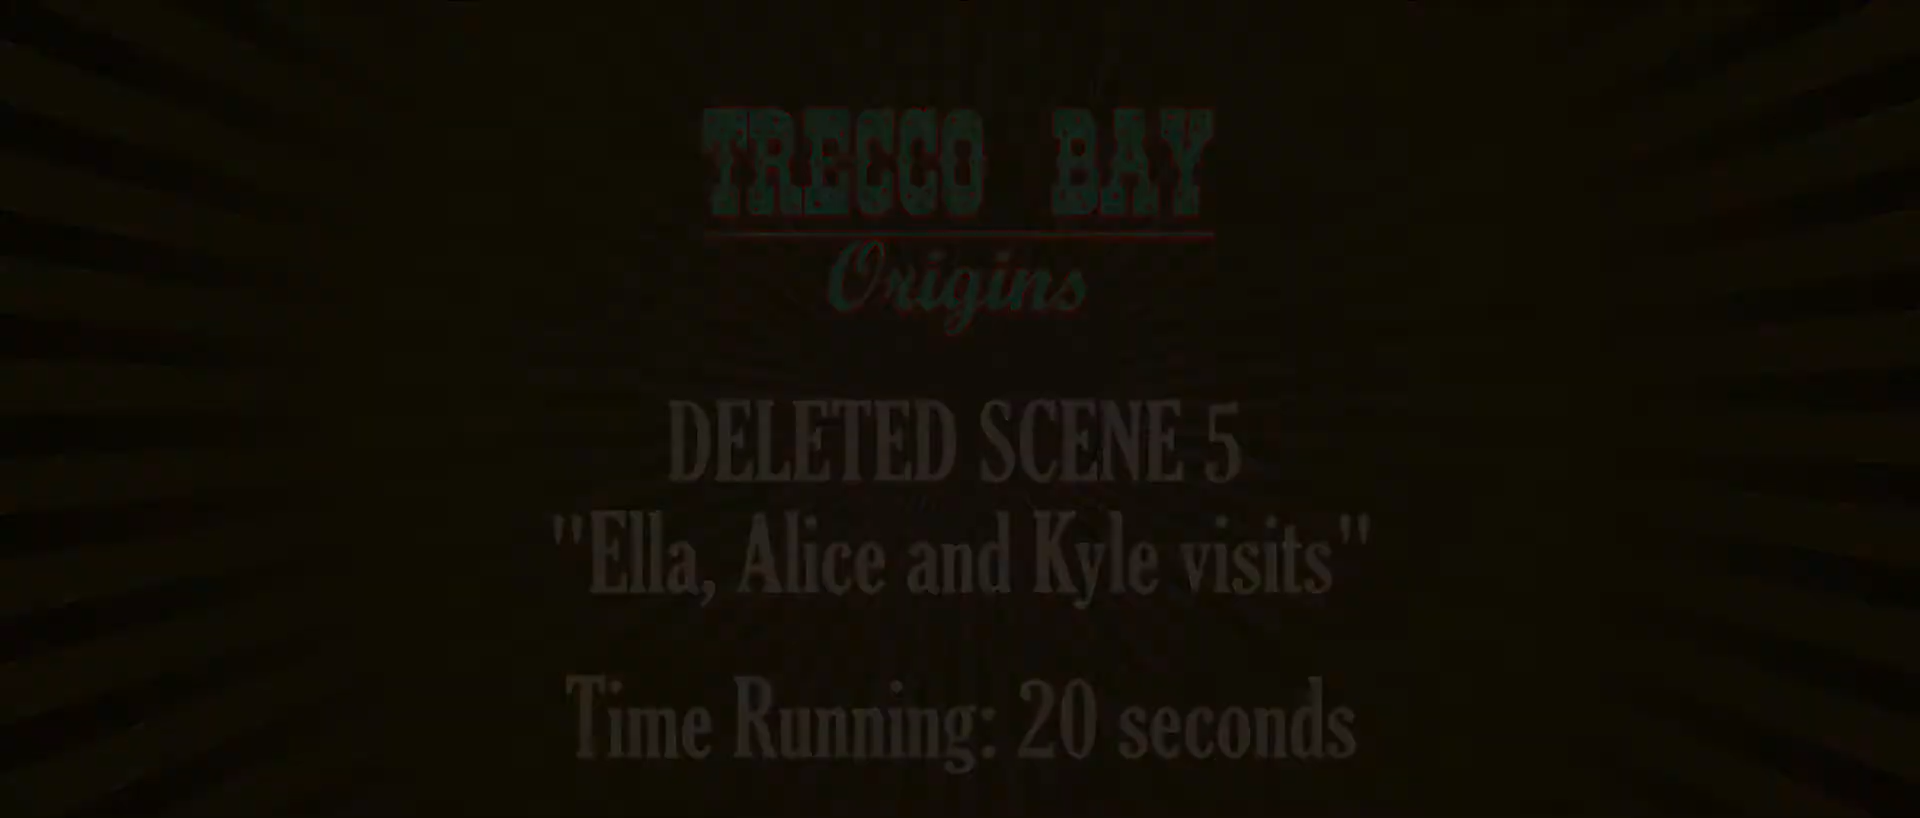 TRECCO BAY
Origins
DELETED SCENE 5
"Ella, Alice and Kyle visits"
Time Running: 20 seconds